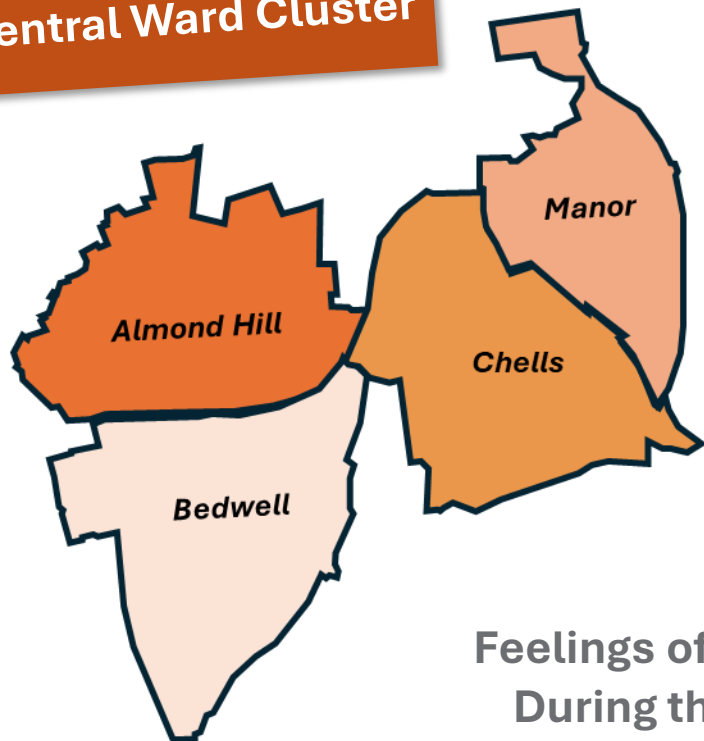 entral Ward Cluster
Manor
Almond Hill
Chells
Bedwell
Feelings of
During th